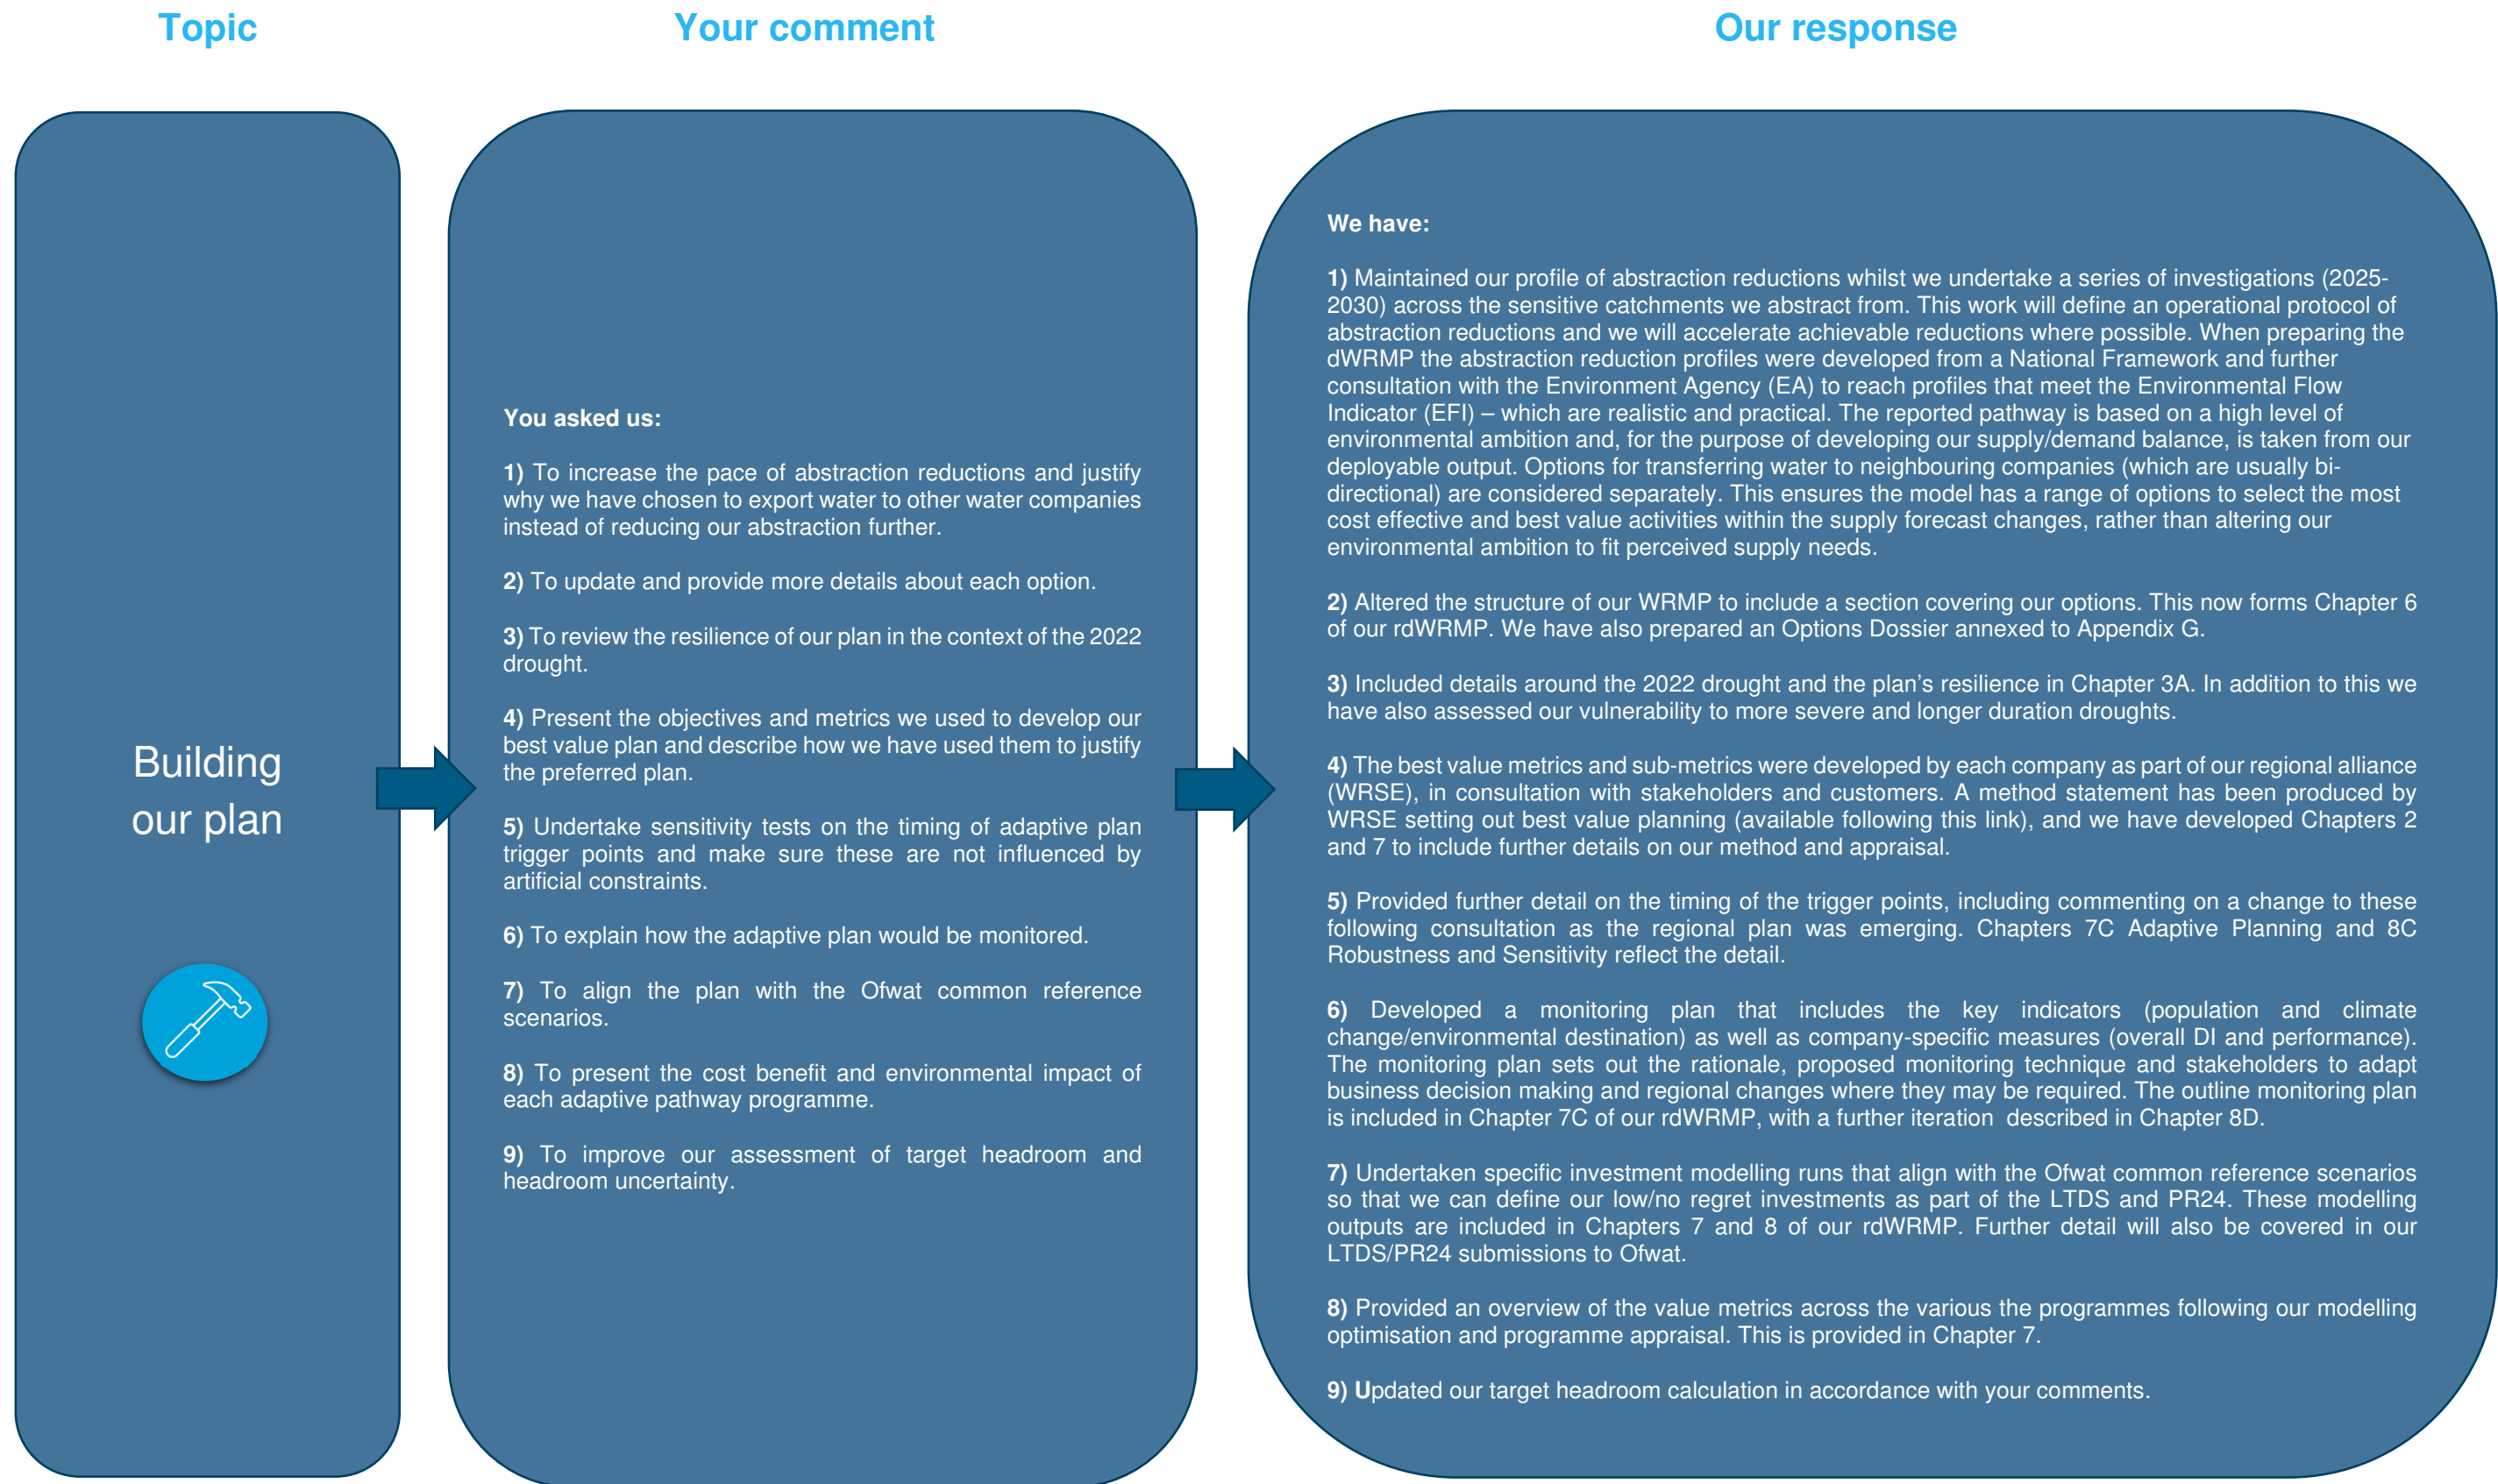 Topic
Your comment
Our response
Building
our plan
You asked us:
1) To increase the pace of abstraction reductions and justify
why we have chosen to export water to other water companies
instead of reducing our abstraction further.
2) To update and provide more details about each option.
3) To review the resilience of our plan in the context of the 2022
drought.
4) Present the objectives and metrics we used to develop our
best value plan and describe how we have used them to justify
the preferred plan.
5) Undertake sensitivity tests on the timing of adaptive plan
trigger points and make sure these are not influenced by
artificial constraints.
6) To explain how the adaptive plan would be monitored.
7) To align the plan with the Ofwat common reference
scenarios.
8) To present the cost benefit and environmental impact of
each adaptive pathway programme.
9) To improve our assessment of target headroom and
headroom uncertainty.
We have:
1) Maintained our profile of abstraction reductions whilst we undertake a series of investigations (2025-
2030) across the sensitive catchments we abstract from. This work will define an operational protocol of
abstraction reductions and we will accelerate achievable reductions where possible. When preparing the
dWRMP the abstraction reduction profiles were developed from a National Framework and further
consultation with the Environment Agency (EA) to reach profiles that meet the Environmental Flow
Indicator (EFI) – which are realistic and practical. The reported pathway is based on a high level of
environmental ambition and, for the purpose of developing our supply/demand balance, is taken from our
deployable output. Options for transferring water to neighbouring companies (which are usually bi-
directional) are considered separately. This ensures the model has a range of options to select the most
cost effective and best value activities within the supply forecast changes, rather than altering our
environmental ambition to fit perceived supply needs.
2) Altered the structure of our WRMP to include a section covering our options. This now forms Chapter 6
of our rdWRMP. We have also prepared an Options Dossier annexed to Appendix G.
3) Included details around the 2022 drought and the plan's resilience in Chapter 3A. In addition to this we
have also assessed our vulnerability to more severe and longer duration droughts.
4) The best value metrics and sub-metrics were developed by each company as part of our regional alliance
(WRSE), in consultation with stakeholders and customers. A method statement has been produced by
WRSE setting out best value planning (available following this link), and we have developed Chapters 2
and 7 to include further details on our method and appraisal.
5) Provided further detail on the timing of the trigger points, including commenting on a change to these
following consultation as the regional plan was emerging. Chapters 7C Adaptive Planning and 8C
Robustness and Sensitivity reflect the detail.
6) Developed a monitoring plan that includes the key indicators (population and climate
change/environmental destination) as well as company-specific measures (overall DI and performance).
The monitoring plan sets out the rationale, proposed monitoring technique and stakeholders to adapt
business decision making and regional changes where they may be required. The outline monitoring plan
is included in Chapter 7C of our rdWRMP, with a further iteration described in Chapter 8D.
7) Undertaken specific investment modelling runs that align with the Ofwat common reference scenarios
so that we can define our low/no regret investments as part of the LTDS and PR24. These modelling
outputs are included in Chapters 7 and 8 of our rdWRMP. Further detail will also be covered in our
LTDS/PR24 submissions to Ofwat.
8) Provided an overview of the value metrics across the various the programmes following our modelling
optimisation and programme appraisal. This is provided in Chapter 7.
9) Updated our target headroom calculation in accordance with your comments.